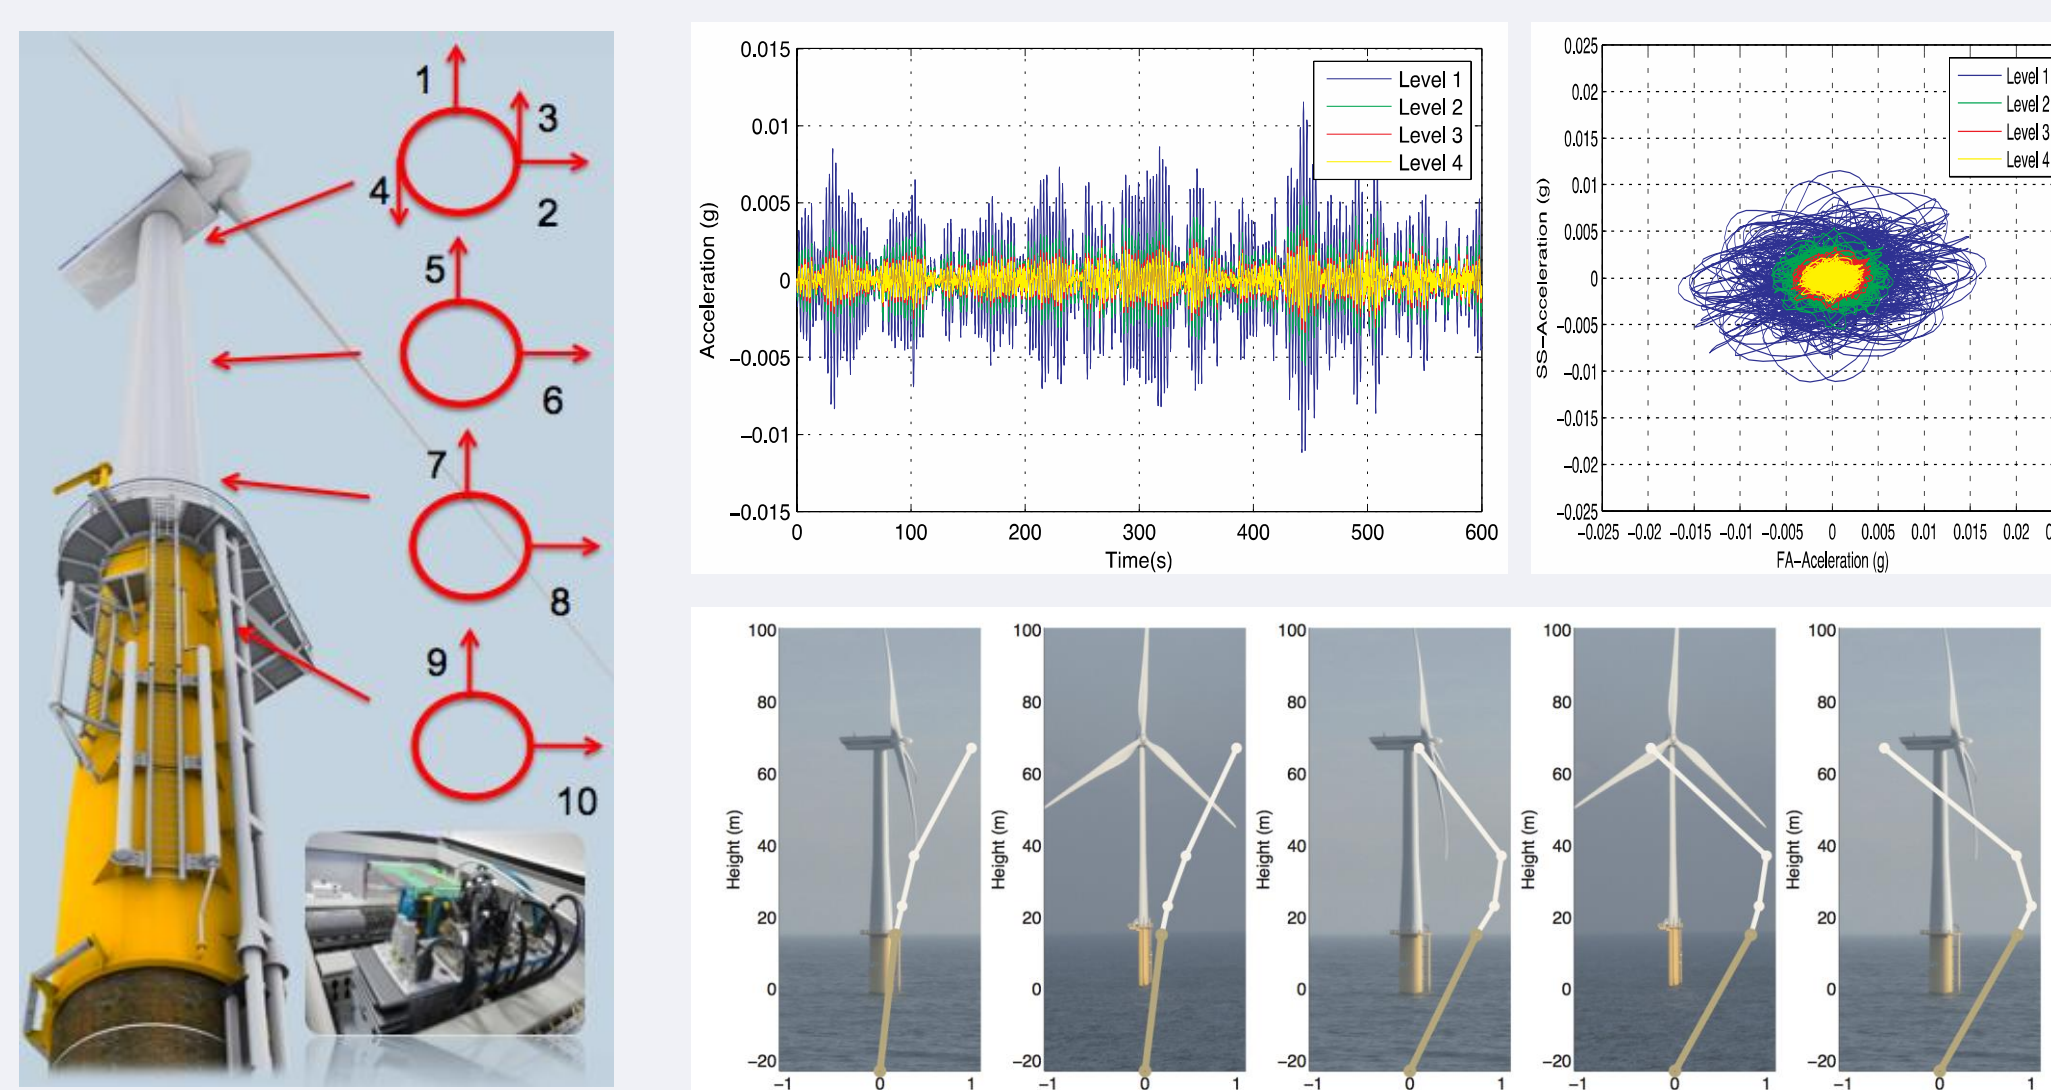 1
3
4
2
5
6
7
8
9
10
0.015
0.01
0.005
0
−0.005
−0.01
−0.015
Acceleration (g)
0 100 200 300 400 500 600
Time(s)
Level 1
Level 2
Level 3
Level 4
0.025
0.02
0.015
0.01
0.005
0
−0.005
−0.01
−0.015
−0.02
−0.025
SS−Acceleration (g)
−0.025 −0.02 −0.015 −0.01 −0.005 0 0.005 0.01 0.015 0.02
FA−Aceleration (g)
Level 1
Level 2
Level 3
Level 4
100
80
60
40
20
0
−20
Height (m)
−1 0 1
100
80
60
40
20
0
−20
Height (m)
−1 0 1
100
80
60
40
20
0
−20
Height (m)
−1 0 1
100
80
60
40
20
0
−20
Height (m)
−1 0 1
100
80
60
40
20
0
−20
Height (m)
−1 0 1